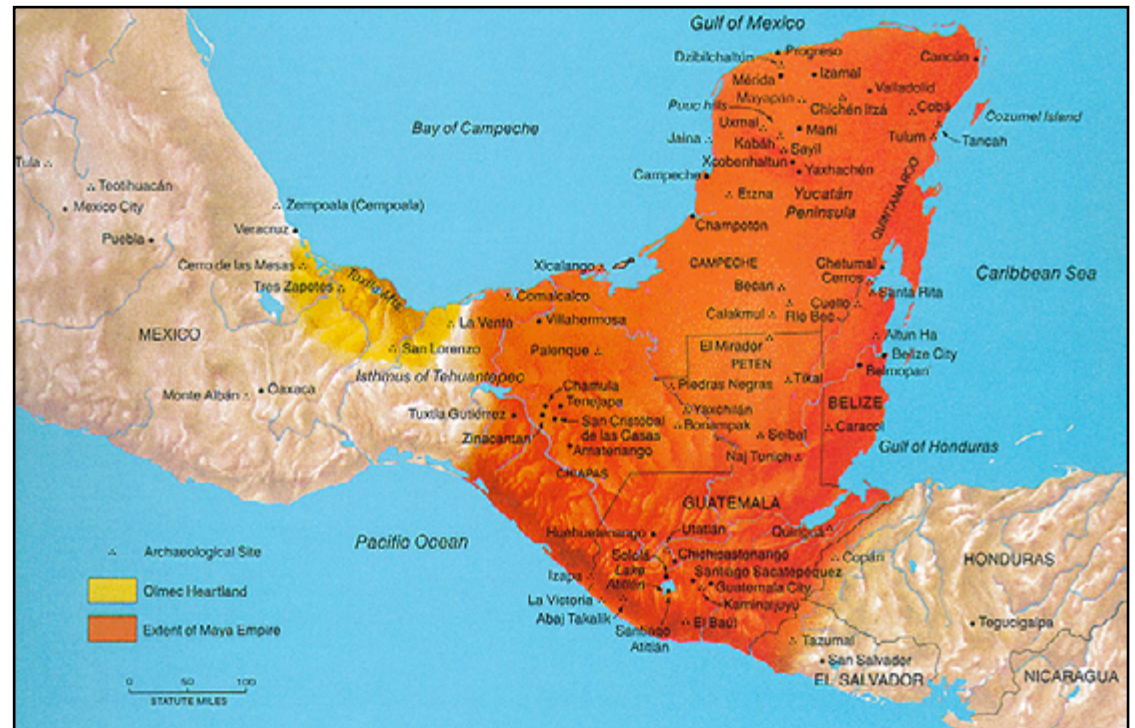 Gulf of Mexico
Dzibilchaltún
Progreso
Cancún
Mérida
Izamal
Valladolid
Mayapán
Chichén Itzá
Cobá
Puuc hills
Cozumel Island
Bay of Campeche
Uxmal
Mani
Jaina
Kabáh
Sayil
Tulum
Tancah
Tula
Xcobenhaltun
Yaxhachén
Campeche
Teotihuacán
Etzna
Yucatán
Peninsula
QUINTANA ROO
Mexico City
Zempoala (Cempoala)
Champotón
Veracruz
Puebla
Cerro de las Mesas
Xicalango
CAMPECHE
Chetumal
Caribbean Sea
Tuxtla Mts.
Cerros
Tres Zapotes
Becan
Santa Rita
Comalcalco
Cuello
Rio Bec
La Venta
Villahermosa
Calakmul
MEXICO
Altun Ha
San Lorenzo
Palenque
El Mirador
Belize City
PETEN
Belmopan
Isthmus of Tehuantepec
Piedras Negras
Tikal
Monte Albán
Oaxaca
Chamula
Tenejapa
Yaxchilán
BELIZE
Tuxtla Gutiérrez
San Cristóbal
de las Casas
Bonampak
Caracol
Zinacantan
Seibal
Amatenango
Naj Tunich
Gulf of Honduras
CHIAPAS
GUATEMALA
Huehuetenango
Utatlán
Quirigua
Pacific Ocean
Archaeological Site
Sololá
Chichicastenango
Copán
HONDURAS
Lake
Atitlán
Santiago Sacatepéquez
Izapa
Guatemala City
Olmec Heartland
La Victoria
Kaminaljuyú
Abaj Takalik
El Baúl
Tegucigalpa
Extent of Maya Empire
Santiago
Atitlán
Tazumal
San Salvador
EL SALVADOR
NICARAGUA
0 50 100
STATUTE MILES